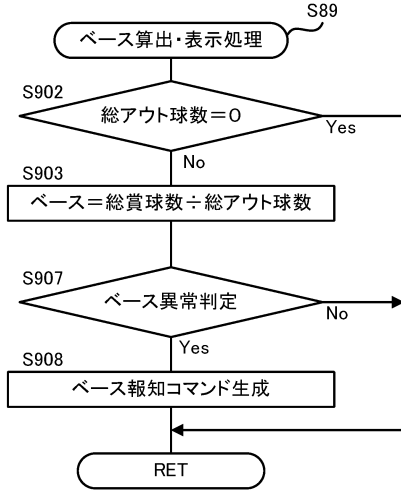 S89
ベース算出・表示処理
S902
総アウト球数＝0
Yes
No
S903
ベース＝総賞球数÷総アウト球数
S907
ベース異常判定
No
Yes
S908
ベース報知コマンド生成
RET